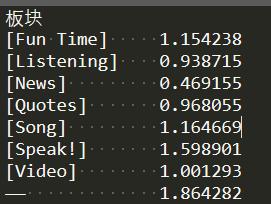 板块
[Fun Time] 1.154238
[Listening] 0.938715
[News] 0.469155
[Quotes] 0.968055
[Song] 1.164669
[Speak!] 1.598901
[Video] 1.001293
—— 1.864282